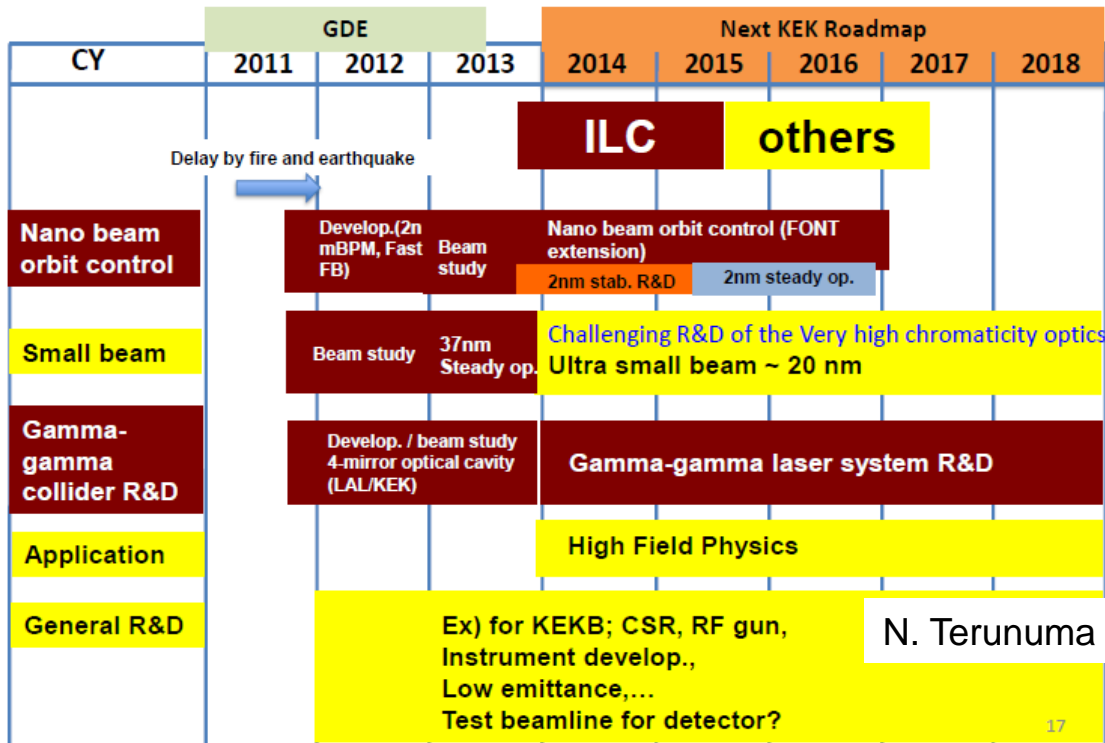 GDE
Next KEK Roadmap
CY
2011
2012
2013
2014
2015
2016
2017
2018
ILC
others
Delay by fire and earthquake
Nano beam
orbit control
Develop.(2n
mBPM, Fast
FB)
Beam
study
Nano beam orbit control (FONT
extension)
2nm stab. R&D
2nm steady op.
Small beam
Beam study
37nm
Steady op.
Challenging R&D of the Very high chromaticity optics
Ultra small beam ~ 20 nm
Gamma-
gamma
collider R&D
Develop. / beam study
4-mirror optical cavity
(LAL/KEK)
Gamma-gamma laser system R&D
Application
High Field Physics
General R&D
Ex) for KEKB; CSR, RF gun,
Instrument develop.,
Low emittance,...
Test beamline for detector?
N. Terunuma
17